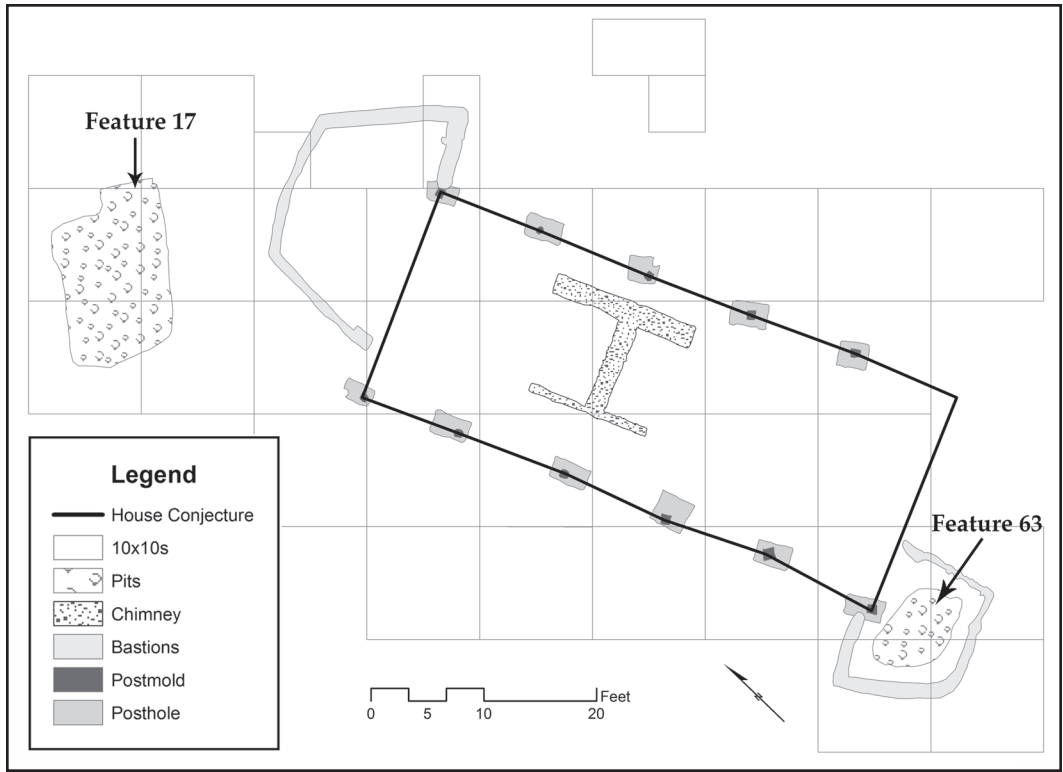 Feature 17
Legend
House Conjecture
10x10s
Pits
Chimney
Bastions
Postmold
Posthole
Feature 63
Feet
0 5 10 20
N